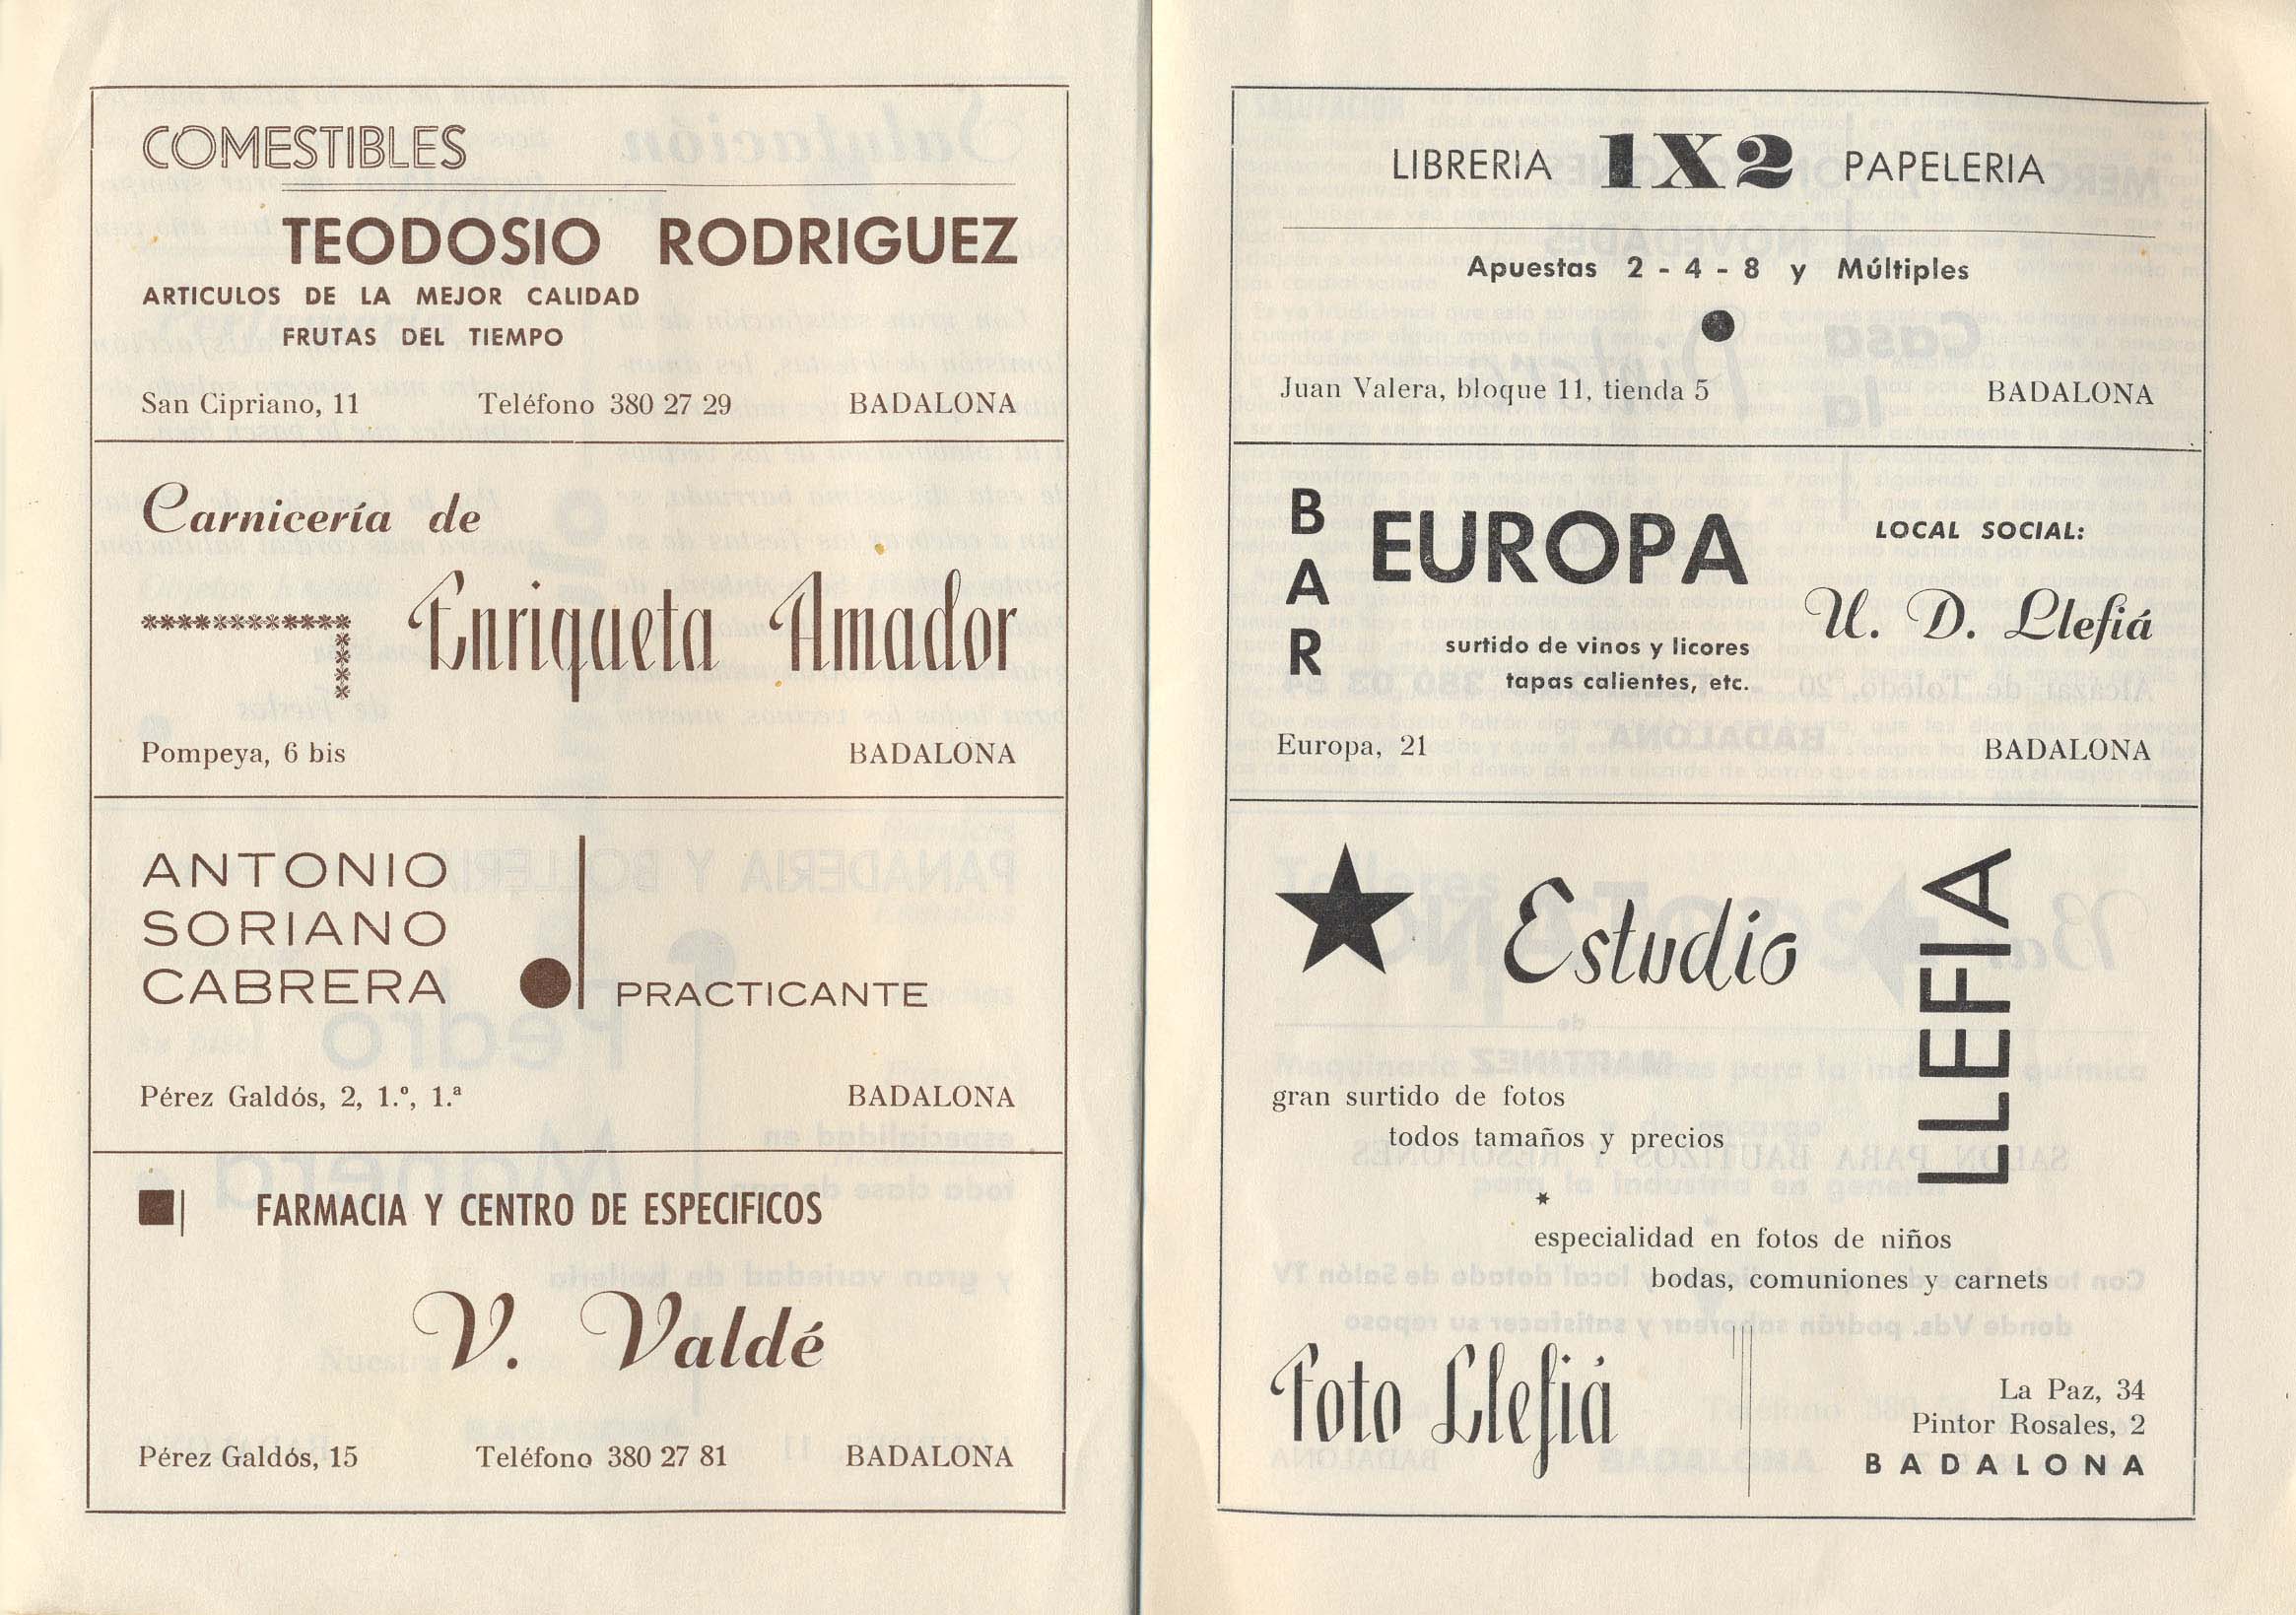 COMESTIBLES
TEODOSIO RODRIGUEZ
ARTICULOS DE LA MEJOR CALIDAD
FRUTAS DEL TIEMPO
San Cipriano, 11 Teléfono 380 27 29 BADALONA
Carnicería de
Enriqueta Amador
Pompeya, 6 bis BADALONA
ANTONIO
SORIANO
CABRERA
PRACTICANTE
Pérez Galdós, 2, 1.º, 1.ª BADALONA
FARMACIA Y CENTRO DE ESPECIFICOS
V. Valdé
Pérez Galdós, 15 Teléfono 380 27 81 BADALONA
LIBRERIA 1X2 PAPELERIA
Apuestas 2 - 4 - 8 y Múltiples
Juan Valera, bloque 11, tienda 5 BADALONA
BAR
EUROPA
surtido de vinos y licores
tapas calientes, etc.
LOCAL SOCIAL:
U. D. Llefiá
Europa, 21 BADALONA
Estudio
LLEFIA
gran surtido de fotos
todos tamaños y precios
especialidad en fotos de niños
bodas, comuniones y carnets
Foto Llefiá
La Paz, 34
Pintor Rosales, 2
BADALONA